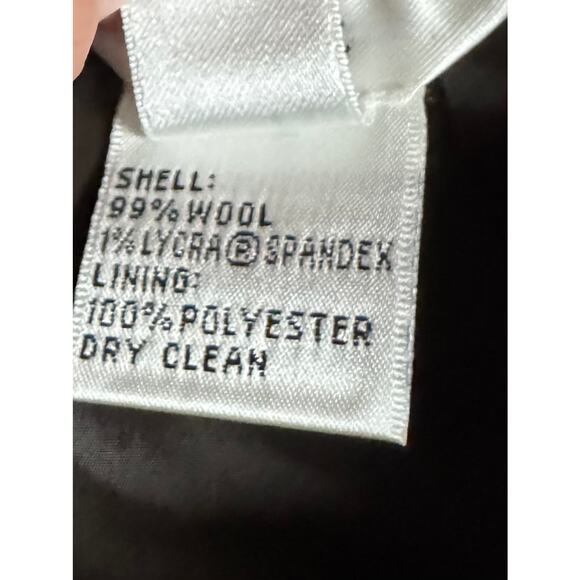 SHELL:
99% WOOL
1% LYCRA® SPANDEX
LINING:
100% POLYESTER
DRY CLEAN